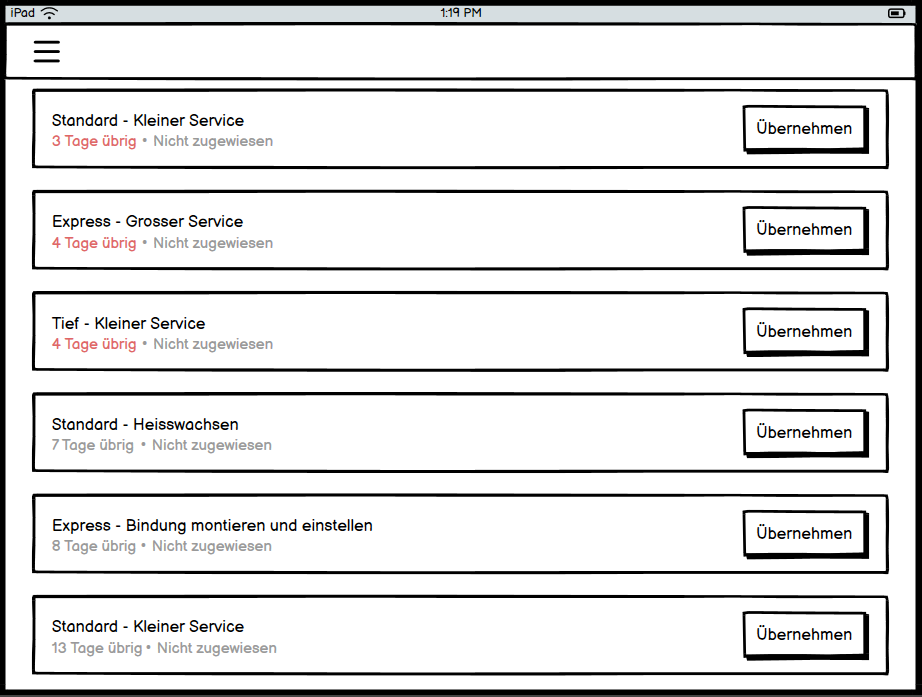 iPad
1:19 PM
Standard - Kleiner Service
3 Tage übrig • Nicht zugewiesen
Übernehmen
Express - Grosser Service
4 Tage übrig • Nicht zugewiesen
Übernehmen
Tief - Kleiner Service
4 Tage übrig • Nicht zugewiesen
Übernehmen
Standard - Heisswachsen
7 Tage übrig • Nicht zugewiesen
Übernehmen
Express - Bindung montieren und einstellen
8 Tage übrig • Nicht zugewiesen
Übernehmen
Standard - Kleiner Service
13 Tage übrig • Nicht zugewiesen
Übernehmen